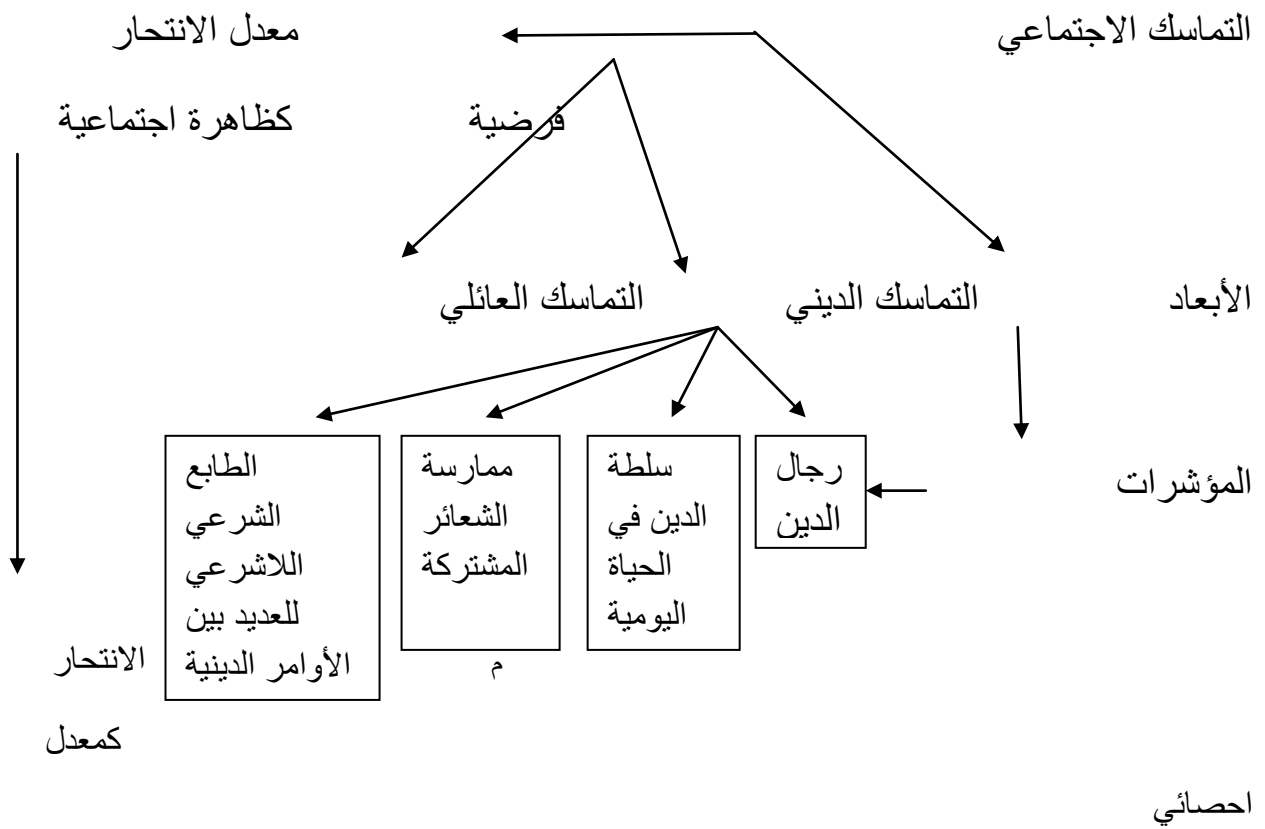 التماسك الاجتماعي
معدل الانتحار
فرضية
كظاهرة اجتماعية
الأبعاد
التماسك الديني
التماسك العائلي
المؤشرات
رجال
الدين
سلطة
الدين في
الحياة
اليومية
ممارسة
الشعائر
المشتركة
الطابع
الشرعي
اللاشرعي
للعديد بين
الأوامر الدينية
م
الانتحار
كمعدل
احصائي